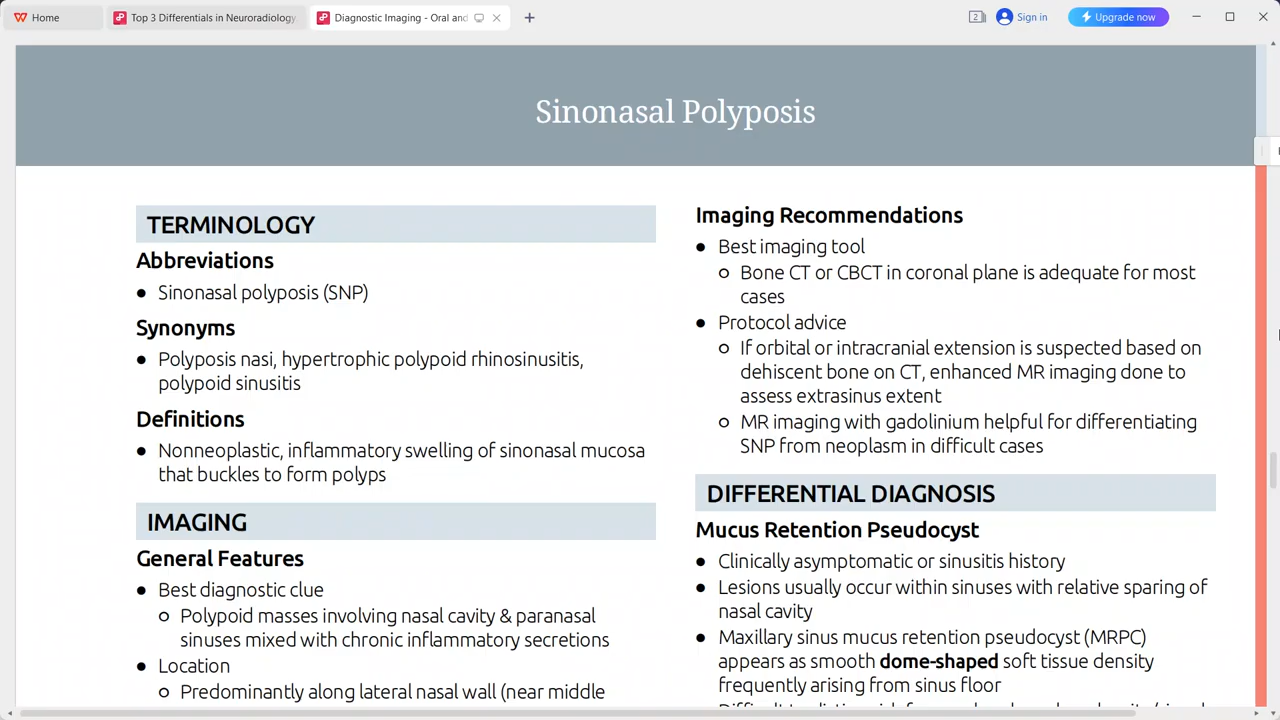 Home
Top 3 Differentials in Neuroradiology.
Diagnostic Imaging - Oral and
2
Sign in
Upgrade now
Sinonasal Polyposis
TERMINOLOGY
Abbreviations
● Sinonasal polyposis (SNP)
Synonyms
● Polyposis nasi, hypertrophic polypoid rhinosinusitis,
polypoid sinusitis
Definitions
● Nonneoplastic, inflammatory swelling of sinonasal mucosa
that buckles to form polyps
IMAGING
General Features
● Best diagnostic clue
○ Polypoid masses involving nasal cavity & paranasal
sinuses mixed with chronic inflammatory secretions
● Location
○ Predominantly along lateral nasal wall (near middle
Imaging Recommendations
● Best imaging tool
○ Bone CT or CBCT in coronal plane is adequate for most
cases
● Protocol advice
○ If orbital or intracranial extension is suspected based on
dehiscent bone on CT, enhanced MR imaging done to
assess extrasinus extent
○ MR imaging with gadolinium helpful for differentiating
SNP from neoplasm in difficult cases
DIFFERENTIAL DIAGNOSIS
Mucus Retention Pseudocyst
● Clinically asymptomatic or sinusitis history
● Lesions usually occur within sinuses with relative sparing of
nasal cavity
● Maxillary sinus mucus retention pseudocyst (MRPC)
appears as smooth dome-shaped soft tissue density
frequently arising from sinus floor